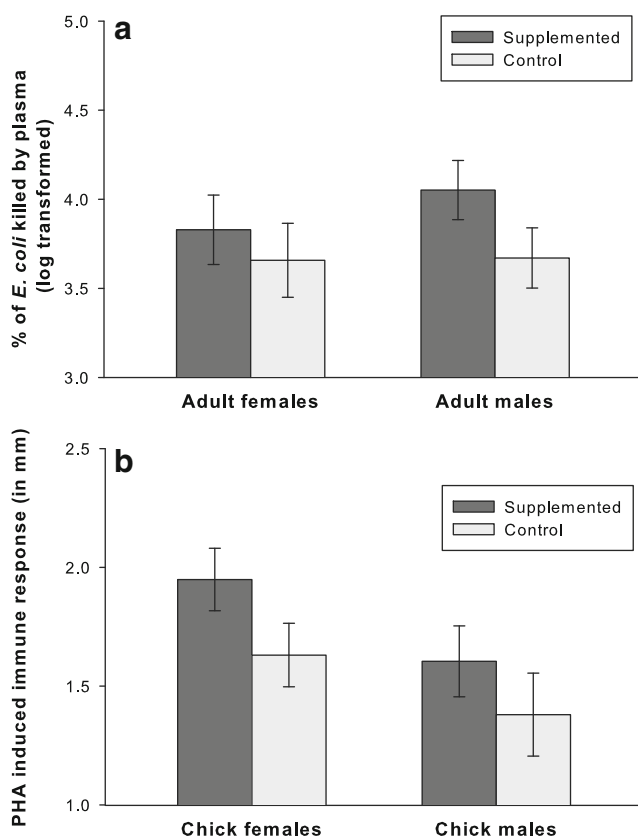 a
Supplemented
Control
% of E. coli killed by plasma
(log transformed)
5.0
4.5
4.0
3.5
3.0
Adult females
Adult males
b
Supplemented
Control
PHA induced immune response (in mm)
2.5
2.0
1.5
1.0
Chick females
Chick males